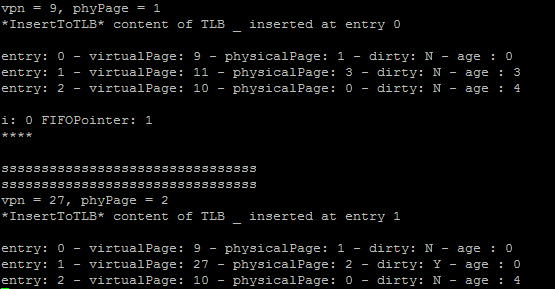 vpn = 9, phyPage = 1
*InsertToTLB* content of TLB _ inserted at entry 0
entry: 0 - virtualPage: 9 - physicalPage: 1 - dirty: N - age : 0
entry: 1 - virtualPage: 11 - physicalPage: 3 - dirty: N - age : 3
entry: 2 - virtualPage: 10 - physicalPage: 0 - dirty: N - age : 4
i: 0 FIFOPointer: 1
****
ssssssssssssssssssssssssssssssss
ssssssssssssssssssssssssssssssss
vpn = 27, phyPage = 2
*InsertToTLB* content of TLB _ inserted at entry 1
entry: 0 - virtualPage: 9 - physicalPage: 1 - dirty: N - age : 0
entry: 1 - virtualPage: 27 - physicalPage: 2 - dirty: Y - age : 0
entry: 2 - virtualPage: 10 - physicalPage: 0 - dirty: N - age : 4